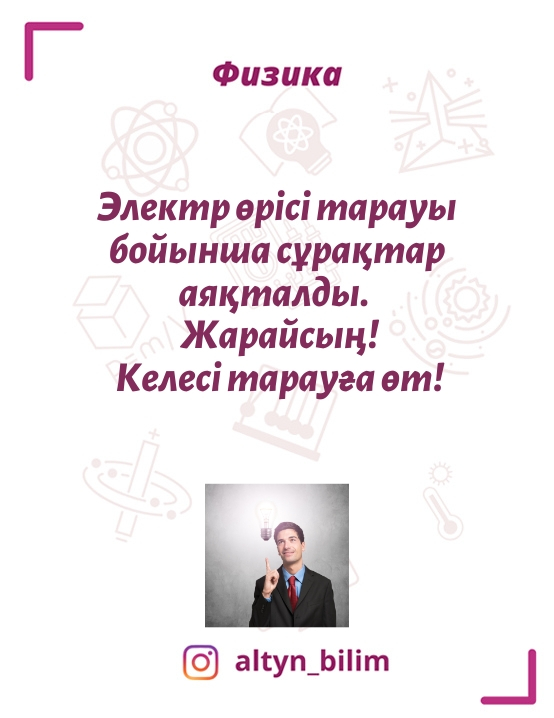 Физика
Электр өрісі тарауы
бойынша сұрақтар
аяқталды.
Жарайсың!
Келесі тарауға өт!
altyn_bilim